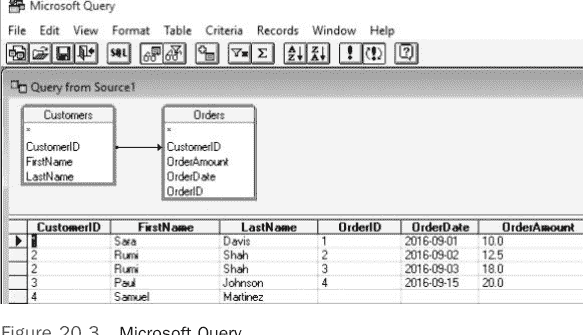 Microsoft Query
File Edit View Format Table Criteria Records Window Help
SQL
Query from Source1
Customers
*
CustomerID
FirstName
LastName
Orders
*
CustomerID
OrderAmount
OrderDate
OrderID
CustomerID FirstName LastName OrderID OrderDate OrderAmount
1 Sara Davis 1 2016-09-01 10.0
2 Rumi Shah 2 2016-09-02 12.5
2 Rumi Shah 3 2016-09-03 18.0
3 Paul Johnson 4 2016-09-15 20.0
4 Samuel Martinez
Figure 20.3 Microsoft Query